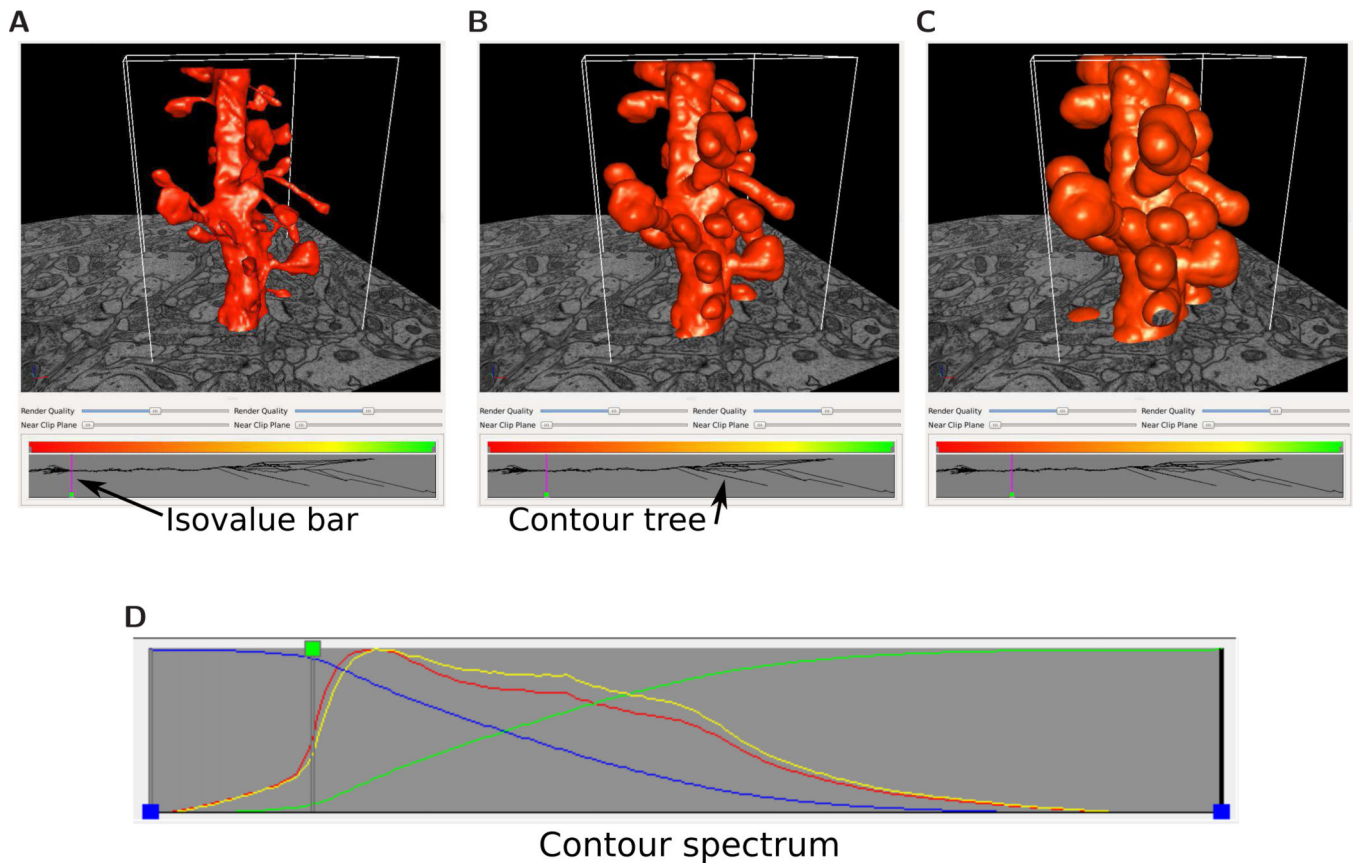 A
B
C
Render Quality Render Quality
Near Clip Plane Near Clip Plane
Render Quality Render Quality
Near Clip Plane Near Clip Plane
Render Quality Render Quality
Near Clip Plane Near Clip Plane
Isovalue bar
Contour tree
D
Contour spectrum